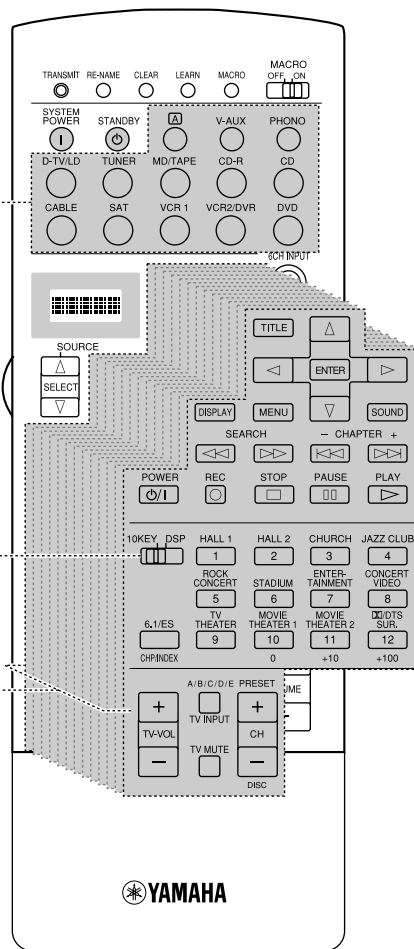 MACRO
TRANSMIT RE-NAME CLEAR LEARN MACRO OFF ON
SYSTEM POWER STANDBY A V-AUX PHONO
D-TV/LD TUNER MD/TAPE CD-R CD
CABLE SAT VCR 1 VCR2/DVR DVD
6CH INPUT
SOURCE
SELECT
TITLE
ENTER
DISPLAY MENU SOUND
SEARCH – CHAPTER +
POWER REC STOP PAUSE PLAY
10KEY DSP HALL 1 HALL 2 CHURCH JAZZ CLUB
1 2 3 4
ROCK CONCERT STADIUM ENTER-TAINMENT CONCERT VIDEO
5 6 7 8
6.1/ES TV THEATER MOVIE THEATER 1 MOVIE THEATER 2 /DTS SUR.
9 10 11 12
CHP/INDEX 0 +10 +100
A/B/C/D/E PRESET
+ TV INPUT +
TV-VOL CH
TV MUTE
– –
DISC
YAMAHA